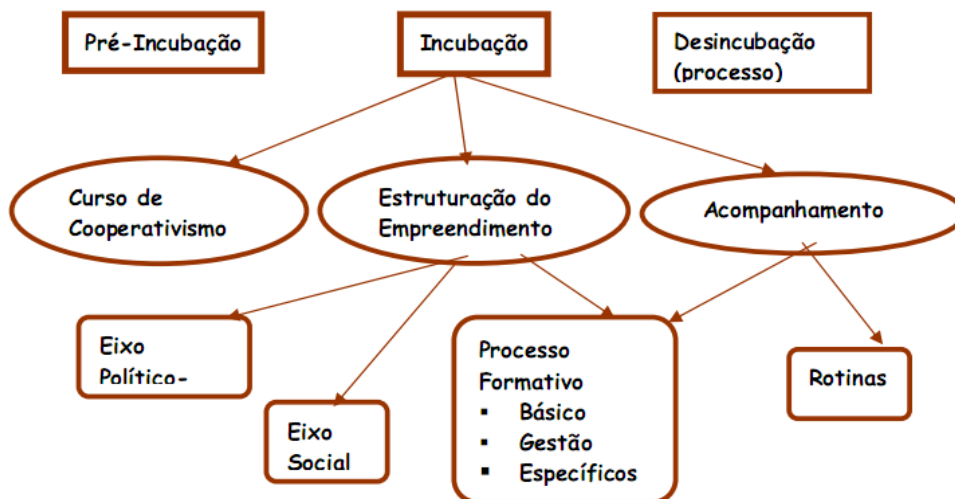 Pré-Incubação
Incubação
Desincubação
(processo)
Curso de
Cooperativismo
Estruturação do
Empreendimento
Acompanhamento
Eixo
Político-
Eixo
Social
Processo
Formativo
▪ Básico
▪ Gestão
▪ Específicos
Rotinas